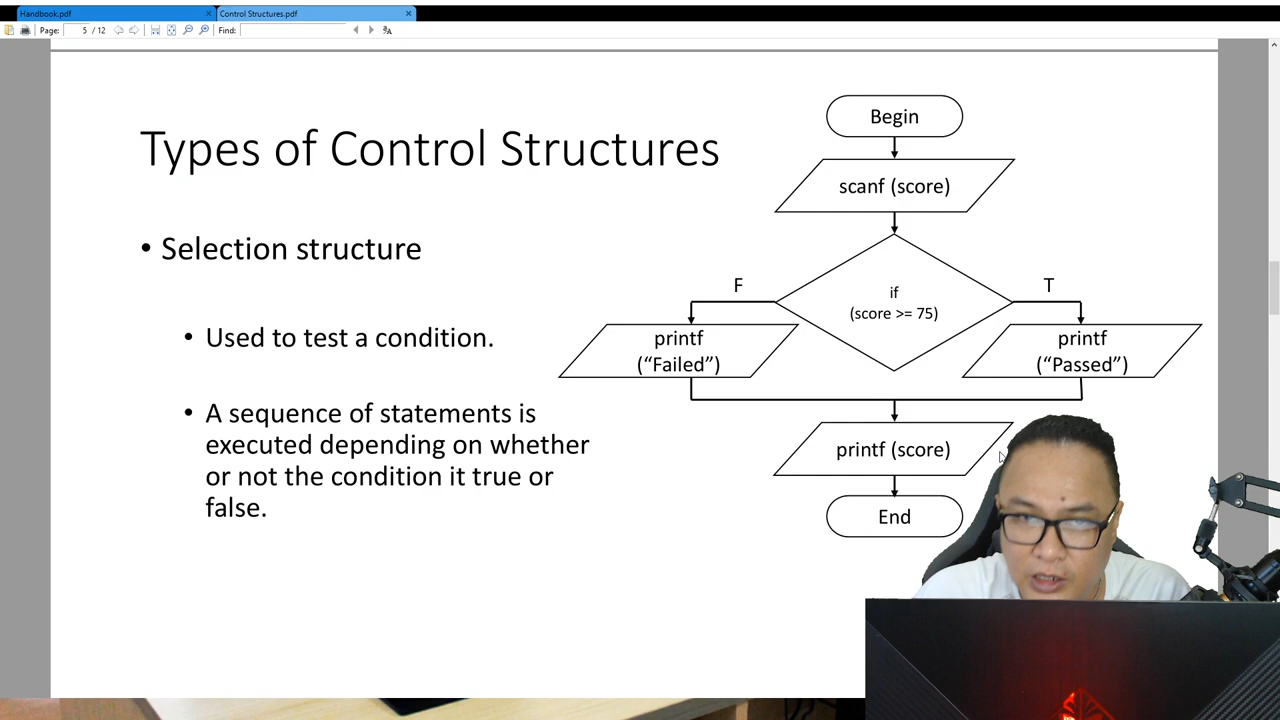 Handbook.pdf
Control Structures.pdf
Page: 5 / 12 Find:
Types of Control Structures
• Selection structure
• Used to test a condition.
• A sequence of statements is
executed depending on whether
or not the condition it true or
false.
Begin
scanf (score)
if
(score >= 75)
F
T
printf
(“Failed”)
printf
(“Passed”)
printf (score)
End